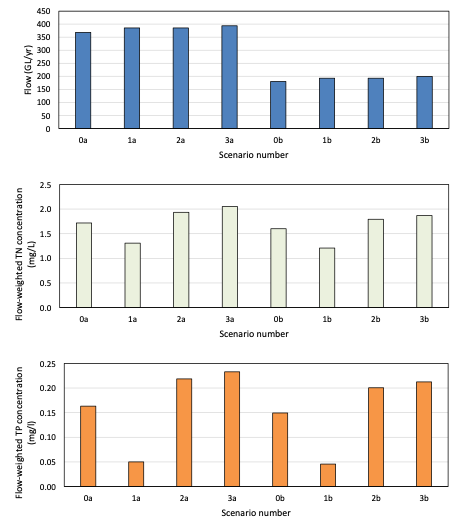 Flow (GL/yr)
450
400
350
300
250
200
150
100
50
0
0a 1a 2a 3a 0b 1b 2b 3b
Scenario number
Flow-weighted TN concentration
(mg/L)
2.5
2.0
1.5
1.0
0.5
0.0
0a 1a 2a 3a 0b 1b 2b 3b
Scenario number
Flow-weighted TP concentration
(mg/l)
0.25
0.20
0.15
0.10
0.05
0.00
0a 1a 2a 3a 0b 1b 2b 3b
Scenario number